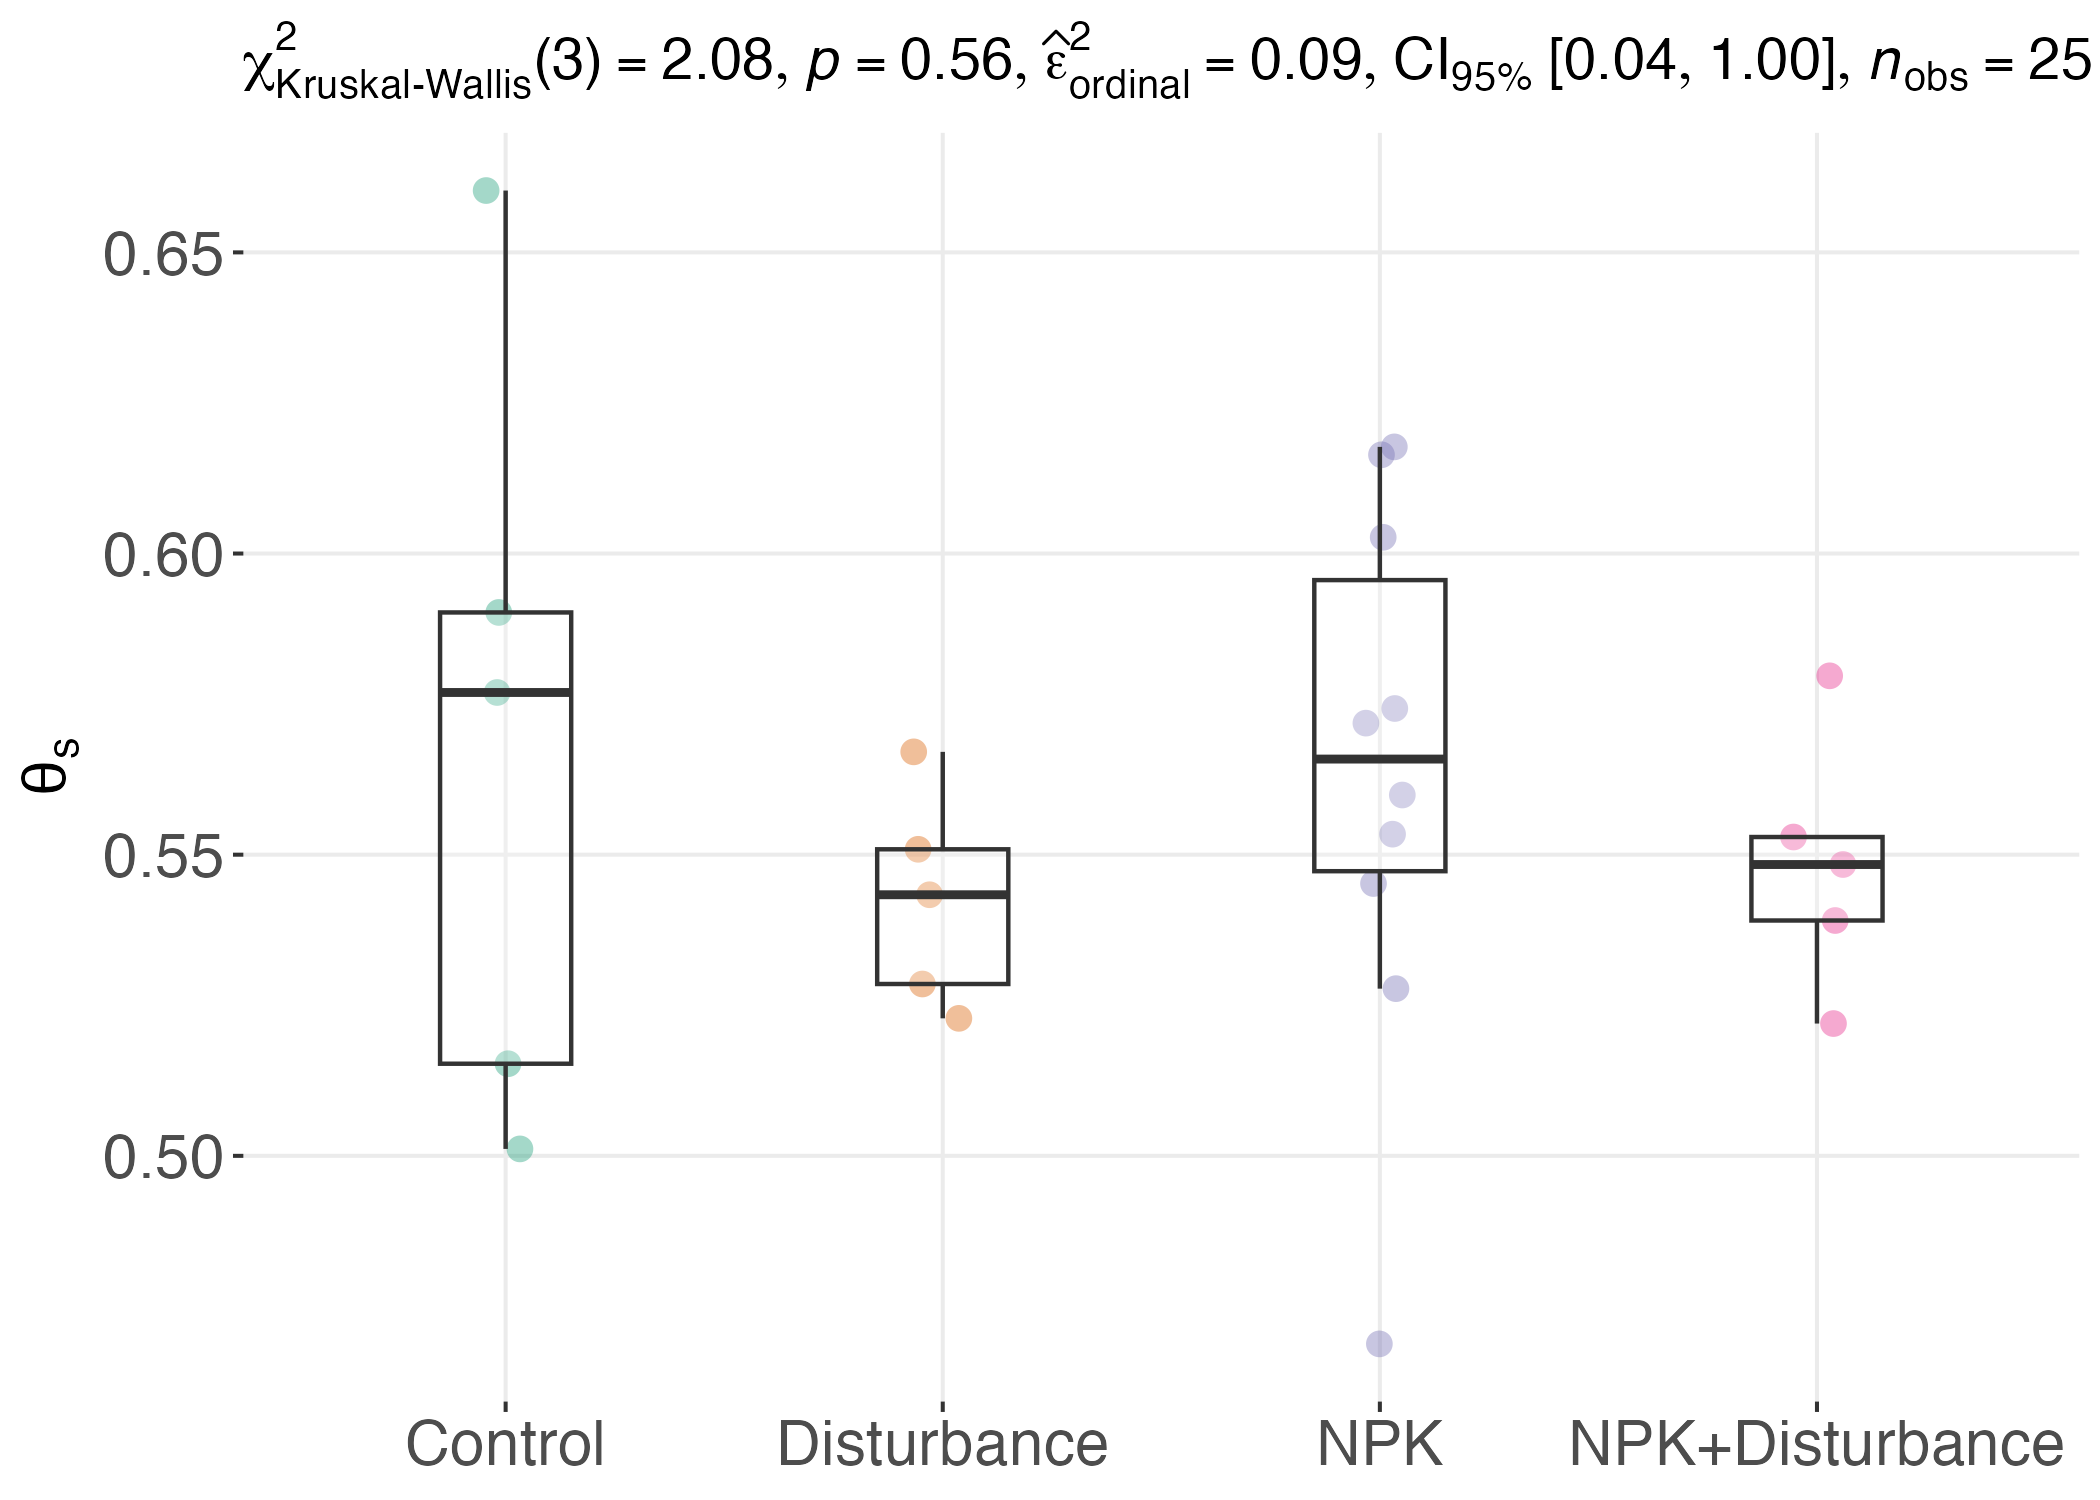 χ²Kruskal-Wallis(3) = 2.08, p = 0.56, ε̂²ordinal = 0.09, CI95% [0.04, 1.00], nobs = 25
0.65
0.60
0.55
0.50
θs
Control Disturbance NPK NPK+Disturbance